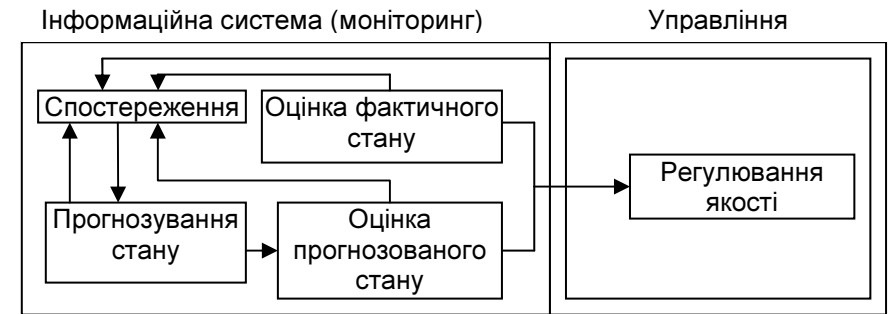 Інформаційна система (моніторинг)
Управління
Спостереження
Оцінка фактичного
стану
Регулювання
якості
Прогнозування
стану
Оцінка
прогнозованого
стану